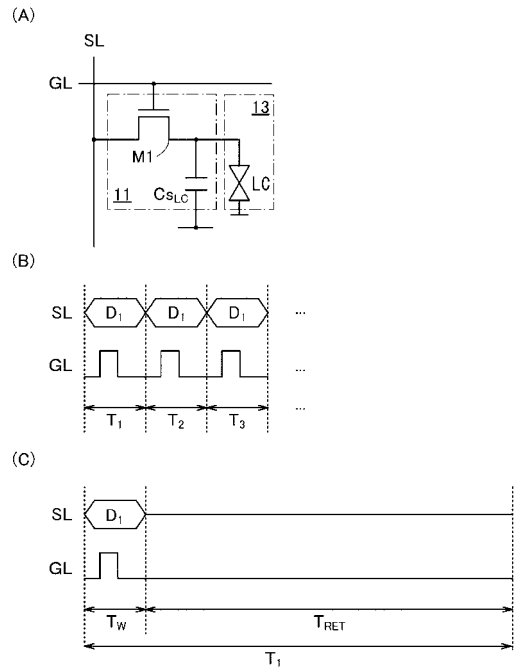 (A)
SL
GL
13
M1
LC
11
CsLC
(B)
SL D1 D1 D1 ...
GL ...
T1 T2 T3 ...
(C)
SL D1
GL
TW TRET
T1